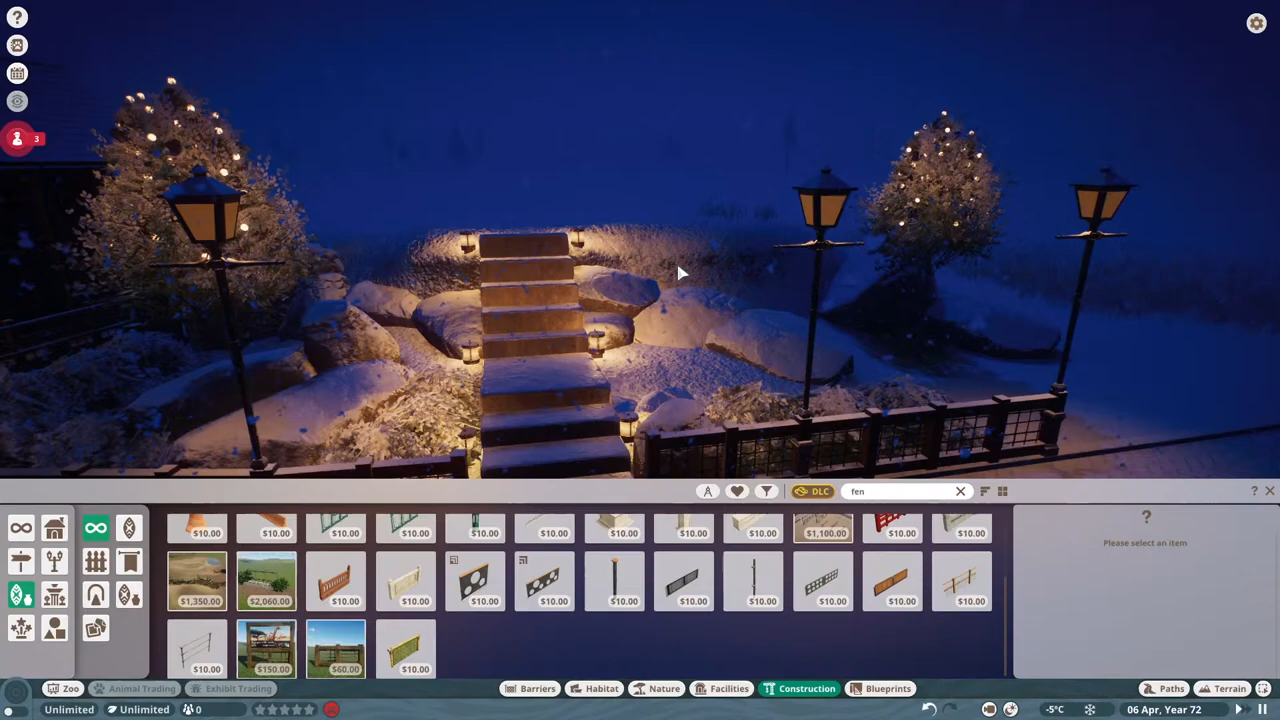 ?
3
DLC
fen
?
$10.00
$10.00
$10.00
$10.00
$10.00
$10.00
$10.00
$10.00
$10.00
$1,100.00
$10.00
$10.00
?
Please select an item
$1,350.00
$2,060.00
$10.00
$10.00
$10.00
$10.00
$10.00
$10.00
$10.00
$10.00
$10.00
$10.00
$10.00
$150.00
$60.00
$10.00
Zoo
Animal Trading
Exhibit Trading
Barriers
Habitat
Nature
Facilities
Construction
Blueprints
Paths
Terrain
Unlimited
Unlimited
0
-5°C
06 Apr, Year 72